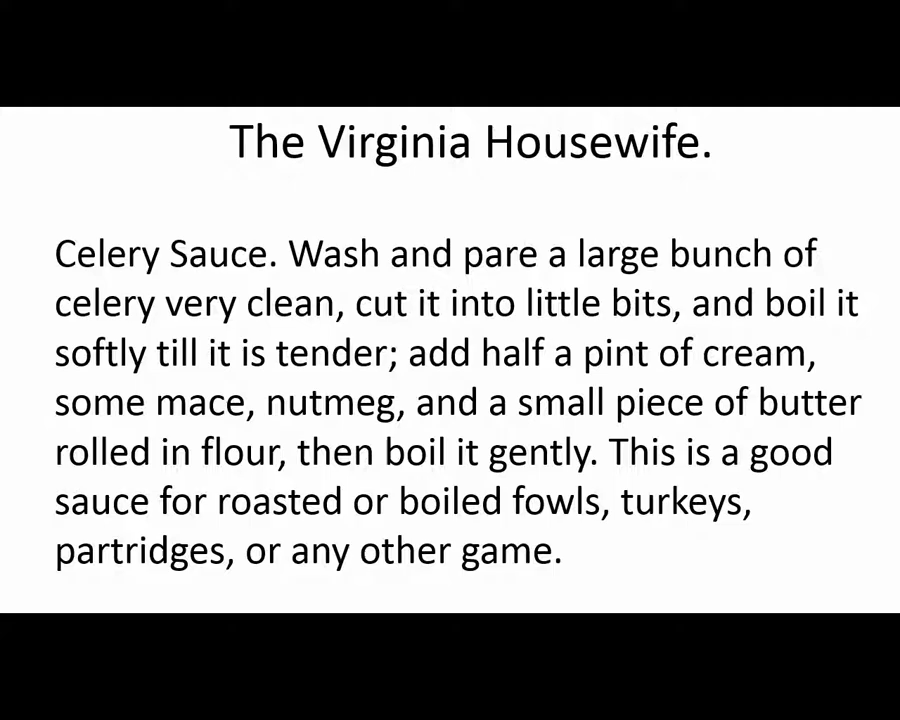 The Virginia Housewife.
Celery Sauce. Wash and pare a large bunch of
celery very clean, cut it into little bits, and boil it
softly till it is tender; add half a pint of cream,
some mace, nutmeg, and a small piece of butter
rolled in flour, then boil it gently. This is a good
sauce for roasted or boiled fowls, turkeys,
partridges, or any other game.